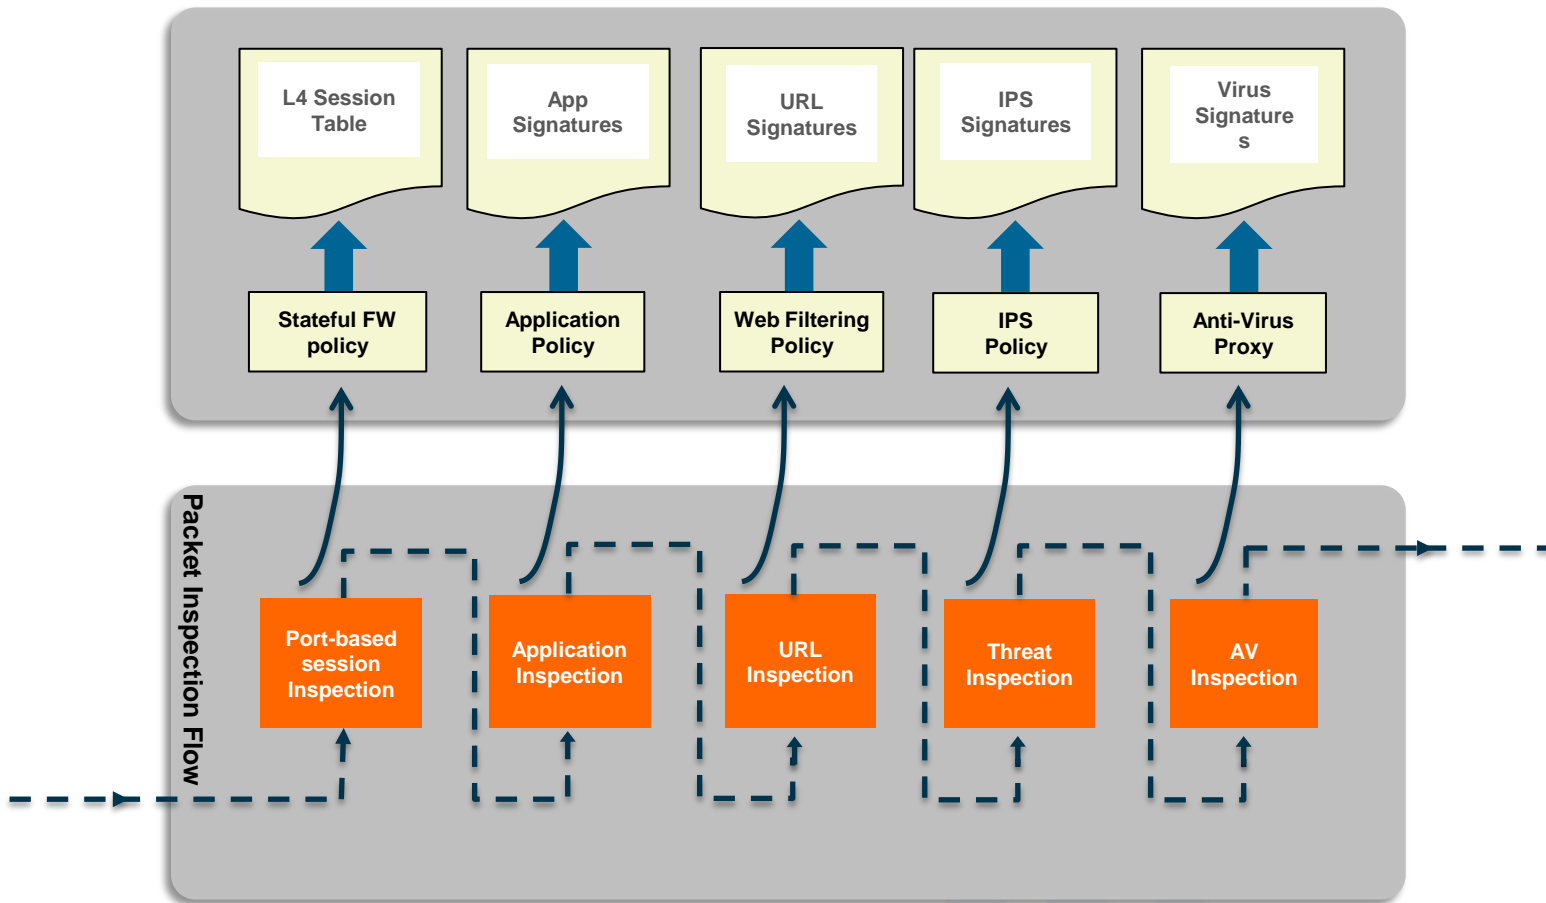 L4 Session
Table
App
Signatures
URL
Signatures
IPS
Signatures
Virus
Signature
s
Stateful FW
policy
Application
Policy
Web Filtering
Policy
IPS
Policy
Anti-Virus
Proxy
Packet Inspection Flow
Port-based
session
Inspection
Application
Inspection
URL
Inspection
Threat
Inspection
AV
Inspection